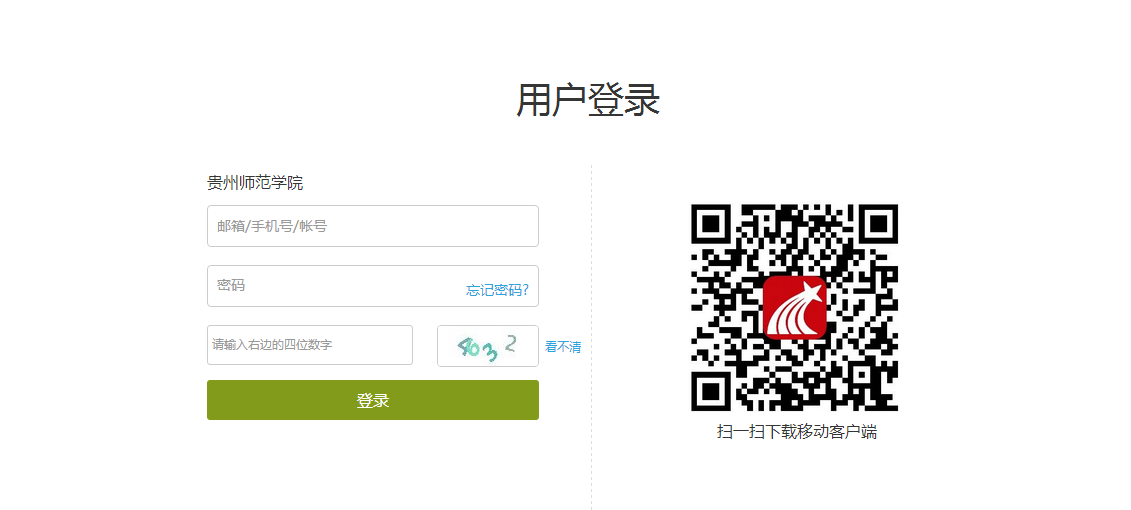 用户登录
贵州师范学院
邮箱/手机号/帐号
密码
忘记密码?
请输入右边的四位数字
4032
看不清
登录
扫一扫下载移动客户端